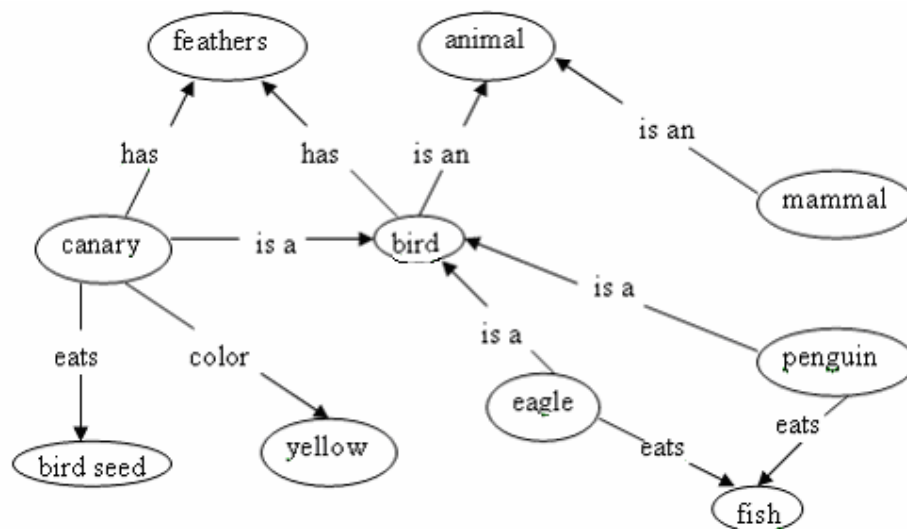 feathers
animal
has
has
is an
is an
mammal
canary
is a
bird
is a
eats
color
is a
penguin
eagle
eats
eats
bird seed
yellow
fish